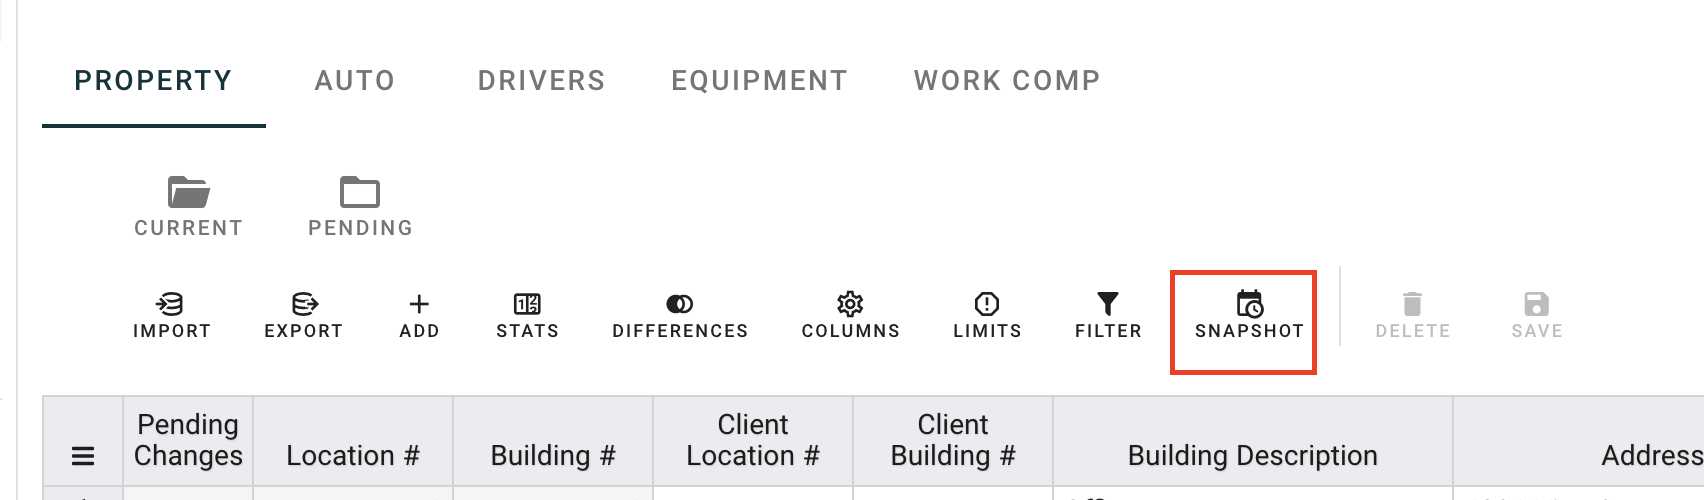 PROPERTY AUTO DRIVERS EQUIPMENT WORK COMP
CURRENT PENDING
IMPORT EXPORT ADD STATS DIFFERENCES COLUMNS LIMITS FILTER SNAPSHOT DELETE SAVE
Pending Changes
Location #
Building #
Client Location #
Client Building #
Building Description
Address